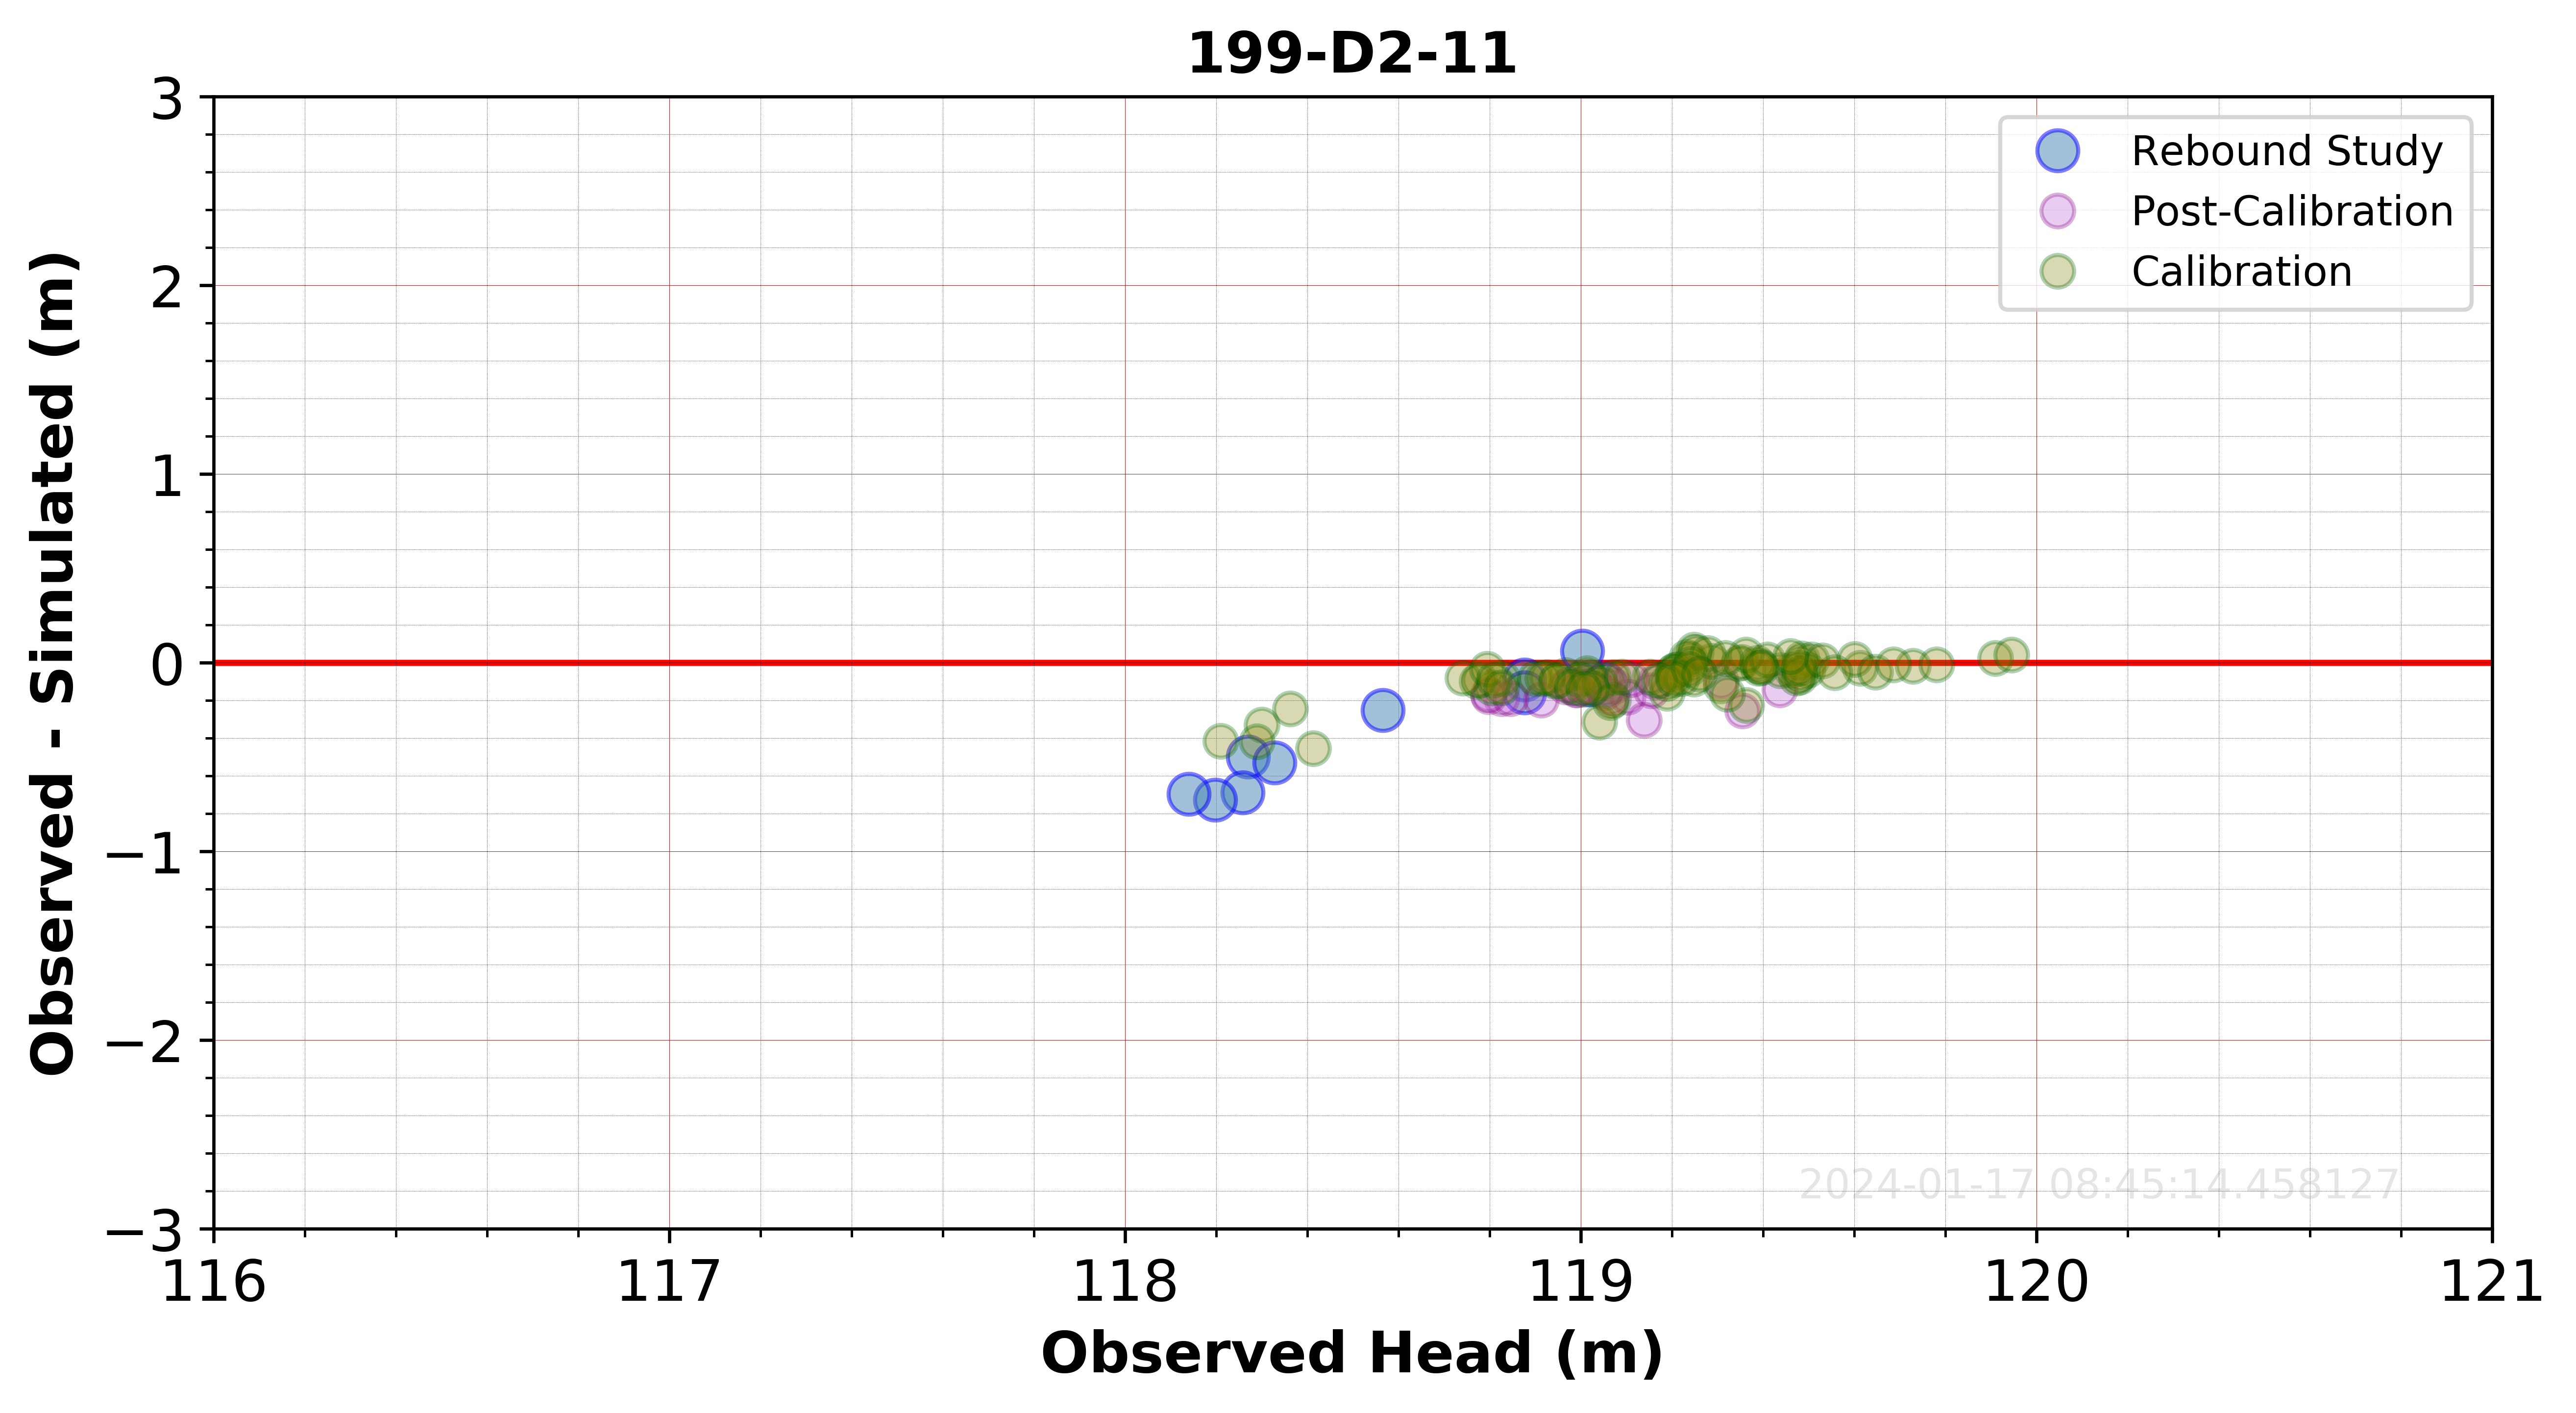 199-D2-11
3
2
1
0
−1
−2
−3
Observed - Simulated (m)
Rebound Study
Post-Calibration
Calibration
2024-01-17 08:45:14.458127
116 117 118 119 120 121
Observed Head (m)